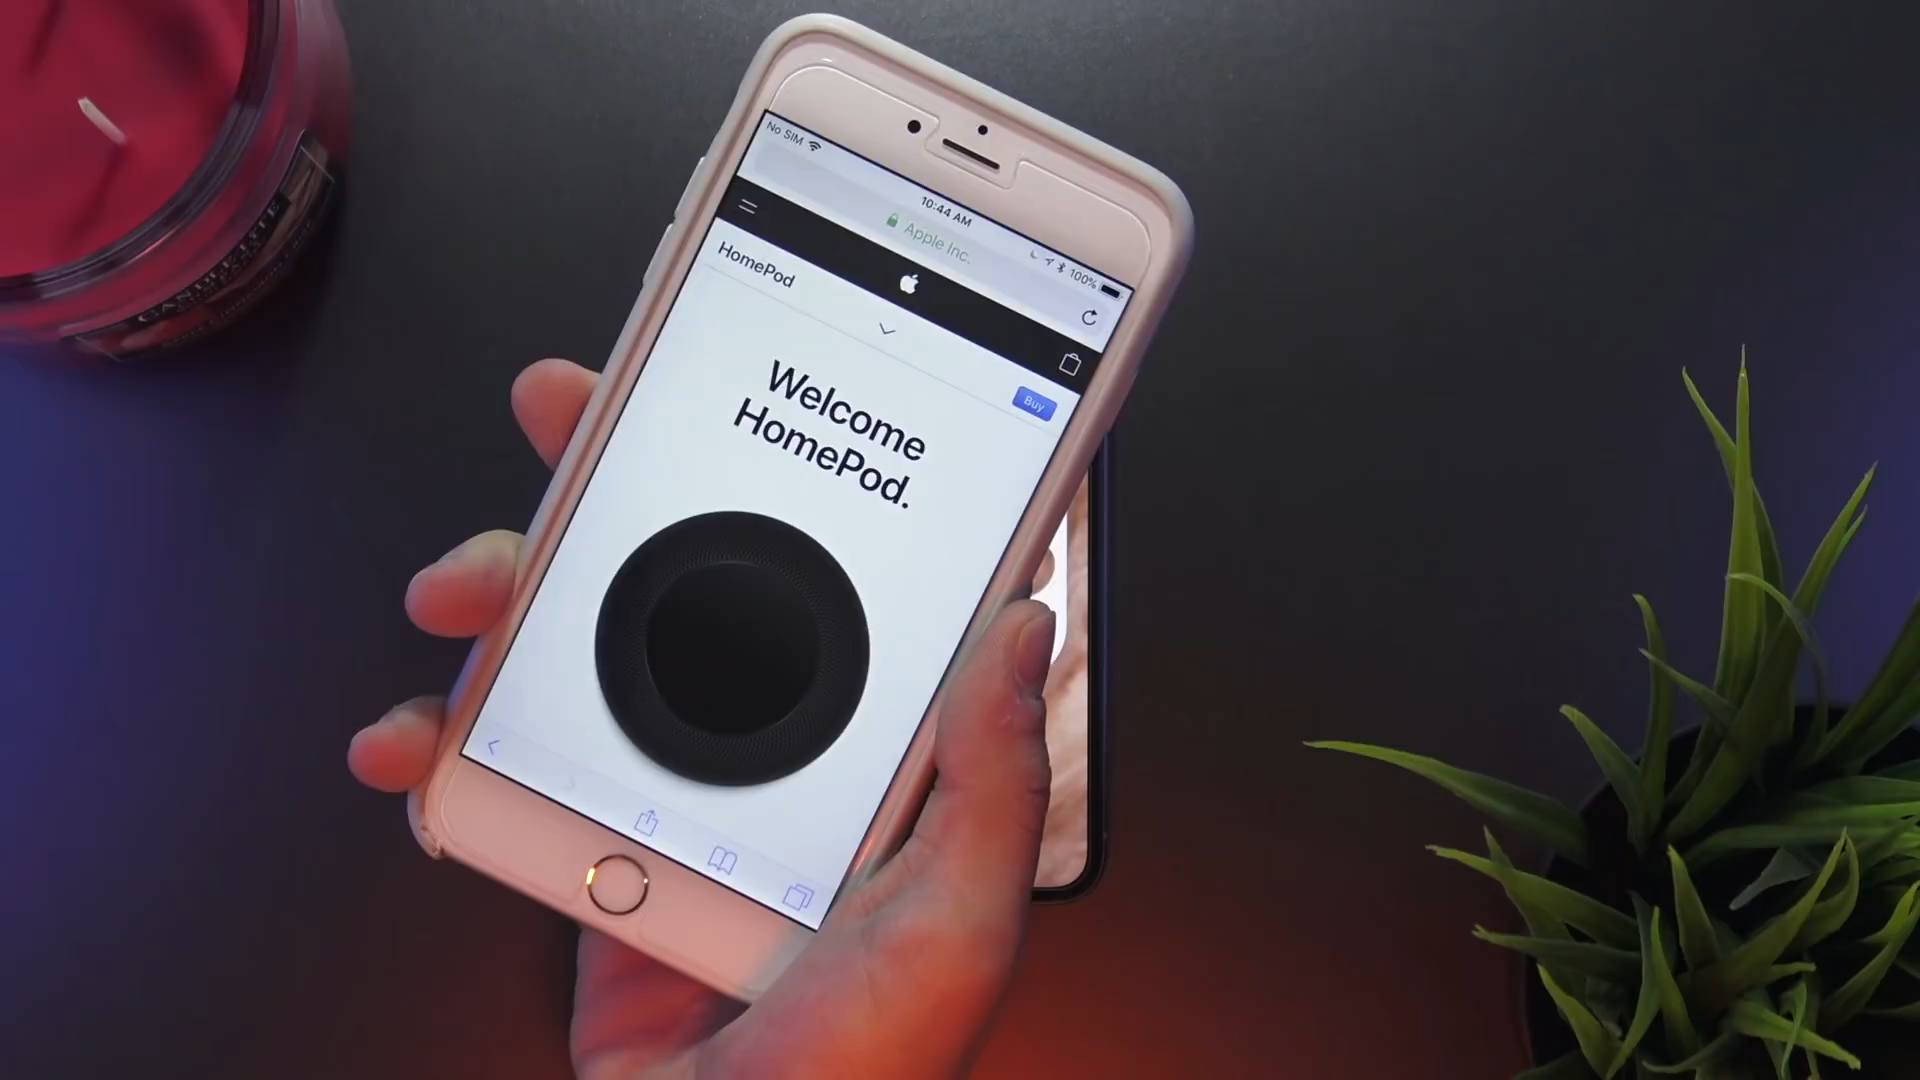 No SIM
10:44 AM
100%
Apple Inc.
HomePod
Buy
Welcome
HomePod.